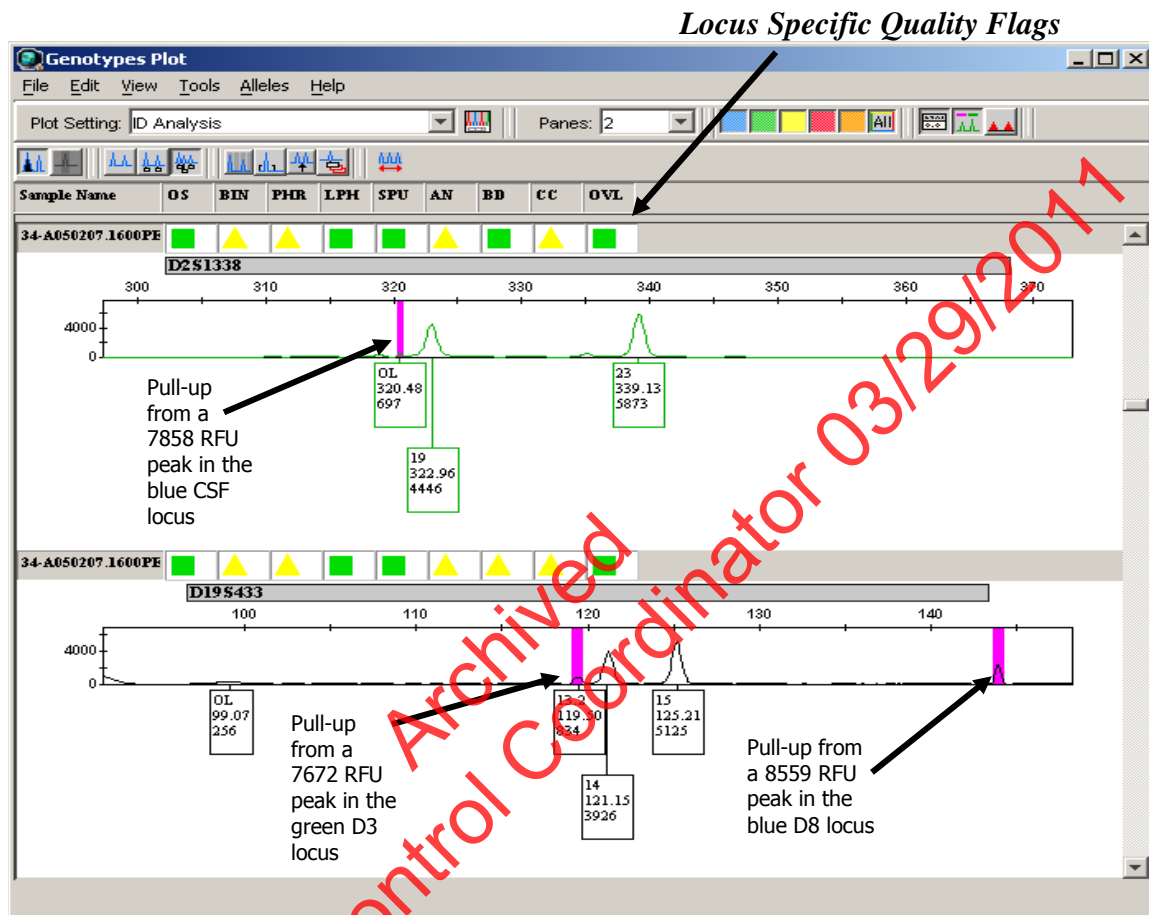 Locus Specific Quality Flags
Genotypes Plot
File Edit View Tools Alleles Help
Plot Setting: ID Analysis Panes: 2 All
Sample Name OS BIN PHR LPH SPU AN BD CC OVL
34-A050207.1600PE
D2S1338
300 310 320 330 340 350 360 370
4000
0
OL
320.48
697
23
339.13
5873
19
322.96
4446
Pull-up
from a
7858 RFU
peak in the
blue CSF
locus
34-A050207.1600PE
D19S433
100 110 120 130 140
4000
0
OL
99.07
256
13.2
119.50
834
15
125.21
5125
14
121.15
3926
Pull-up
from a
7672 RFU
peak in the
green D3
locus
Pull-up from
a 8559 RFU
peak in the
blue D8 locus
Archived
ontrol Coordinator 03/29/2011